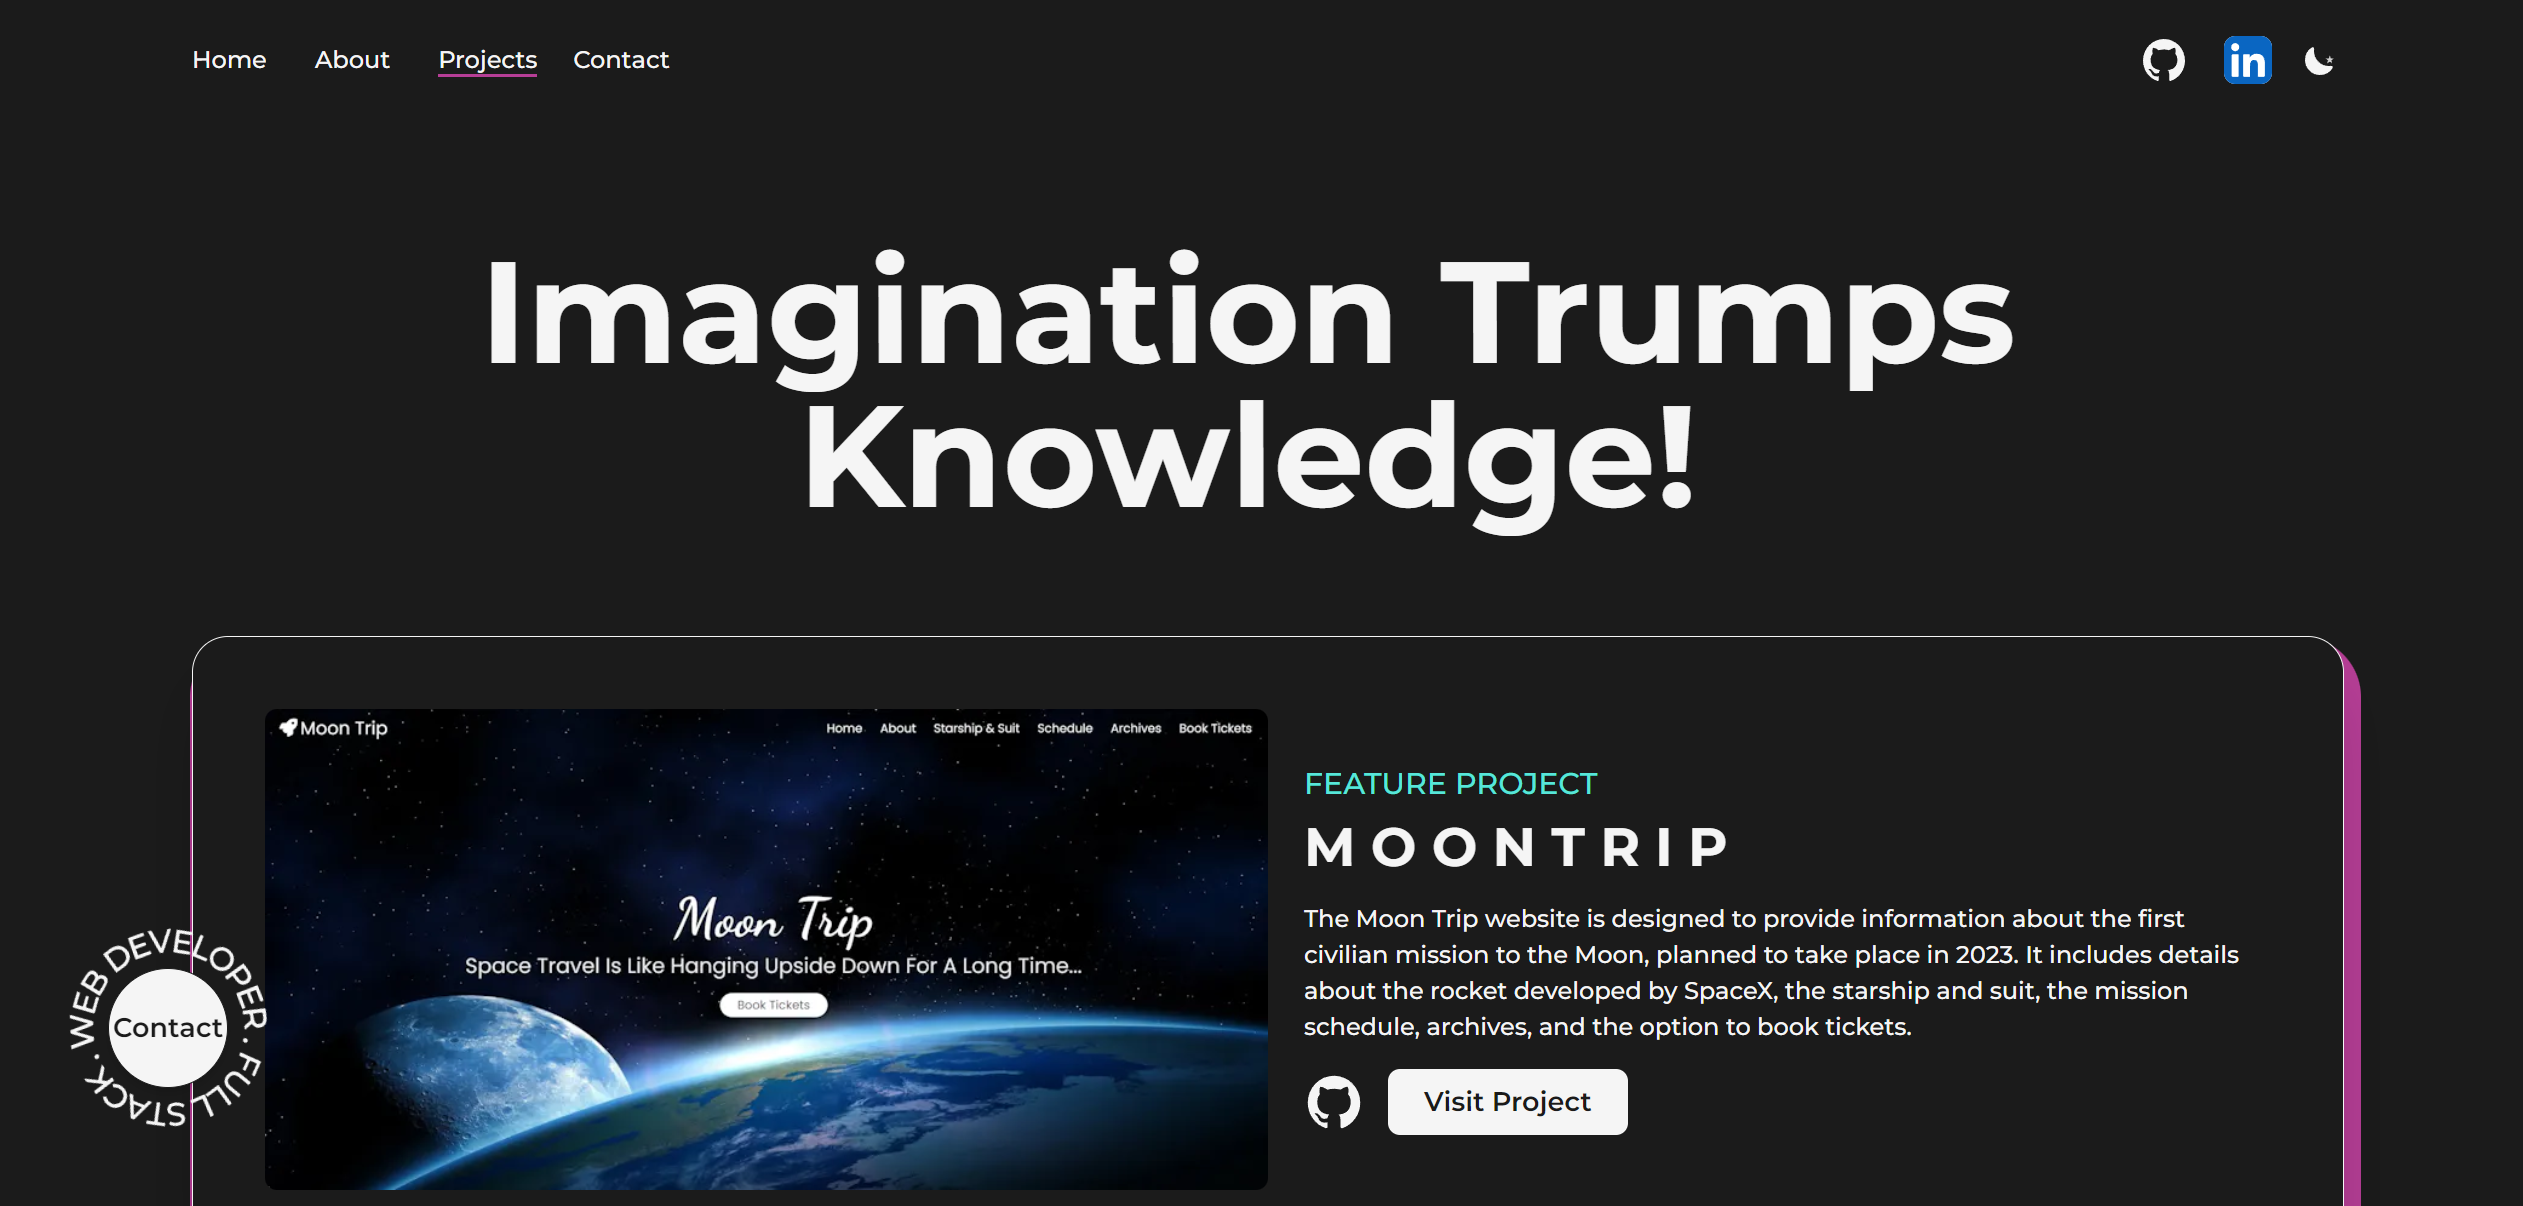 Home About Projects Contact
in
Imagination Trumps
Knowledge!
Moon Trip Home About Starship & Suit Schedule Archives Book Tickets
Moon Trip
Space Travel Is Like Hanging Upside Down For A Long Time...
Book Tickets
FEATURE PROJECT
MOONTRIP
The Moon Trip website is designed to provide information about the first
civilian mission to the Moon, planned to take place in 2023. It includes details
about the rocket developed by SpaceX, the starship and suit, the mission
schedule, archives, and the option to book tickets.
Visit Project
WEB DEVELOPER · FULL STACK ·
Contact